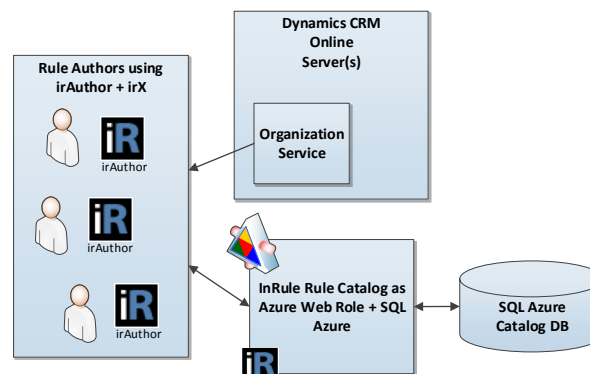 Dynamics CRM
Online
Server(s)
Rule Authors using
irAuthor + irX
iR
irAuthor
iR
irAuthor
iR
irAuthor
Organization
Service
InRule Rule Catalog as
Azure Web Role + SQL
Azure
iR
SQL Azure
Catalog DB